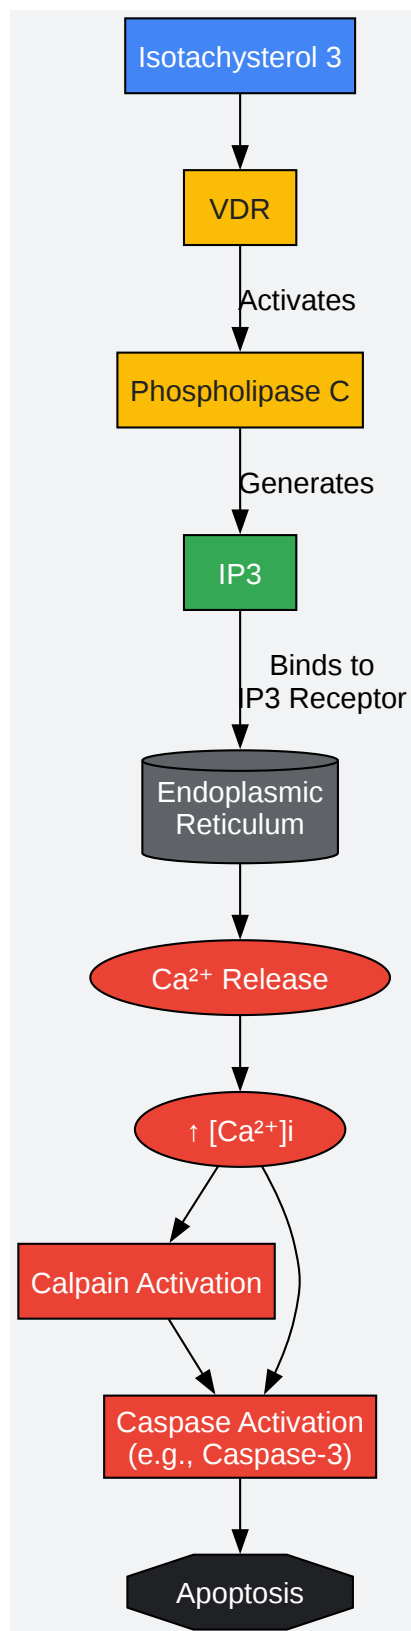 Isotachysterol 3
VDR
Activates
Phospholipase C
Generates
IP3
Binds to
IP3 Receptor
Endoplasmic
Reticulum
Ca²⁺ Release
↑ [Ca²⁺]i
Calpain Activation
Caspase Activation
(e.g., Caspase-3)
Apoptosis